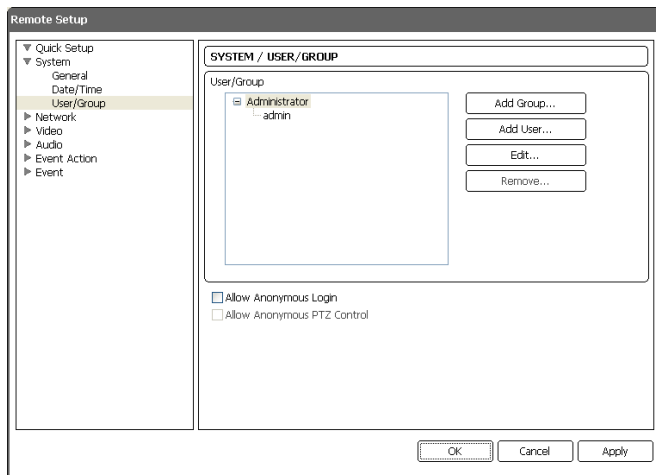 Remote Setup
Quick Setup
System
General
Date/Time
User/Group
Network
Video
Audio
Event Action
Event
SYSTEM / USER/GROUP
User/Group
Administrator
admin
Add Group...
Add User...
Edit...
Remove...
Allow Anonymous Login
Allow Anonymous PTZ Control
OK
Cancel
Apply